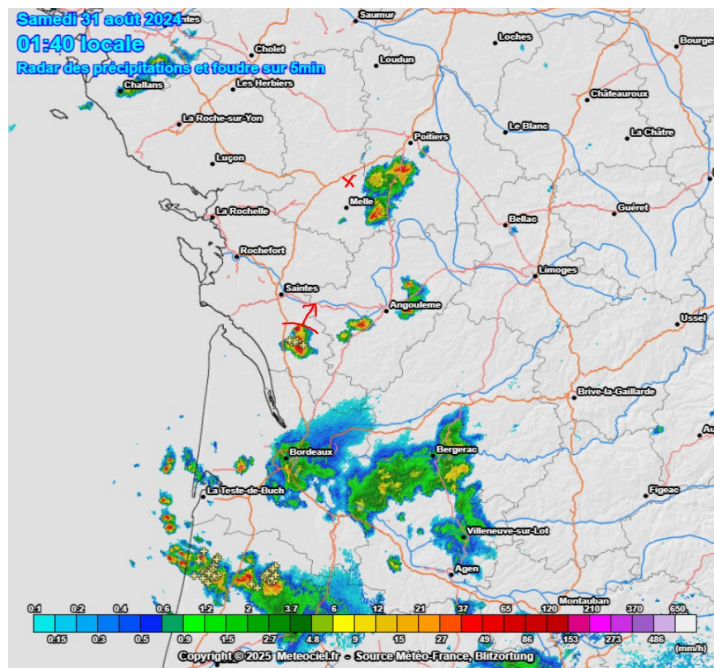 Samedi 31 août 2024
01:40 locale
Radar des précipitations et foudre sur 5min
Saumur
Loches
Bourges
Cholet
Loudun
Challans
Les Herbiers
Châteauroux
La Roche-sur-Yon
Le Blanc
La Châtre
Poitiers
Luçon
Melle
La Rochelle
Bellac
Guéret
Rochefort
Limoges
Saintes
Angouleme
Ussel
Brive-la-Gaillarde
Bordeaux
Bergerac
La Teste-de-Buch
Figeac
Villeneuve-sur-Lot
Agen
Montauban
0.1 0.2 0.4 0.6 1.2 2 3.7 6 12 21 37 65 120 210 370 650
0.15 0.3 0.5 0.9 1.5 2.7 4.8 9 15 27 49 86 153 273 486 (mm/h)
Copyright © 2025 Meteociel.fr - Source Météo-France, Blitzortung